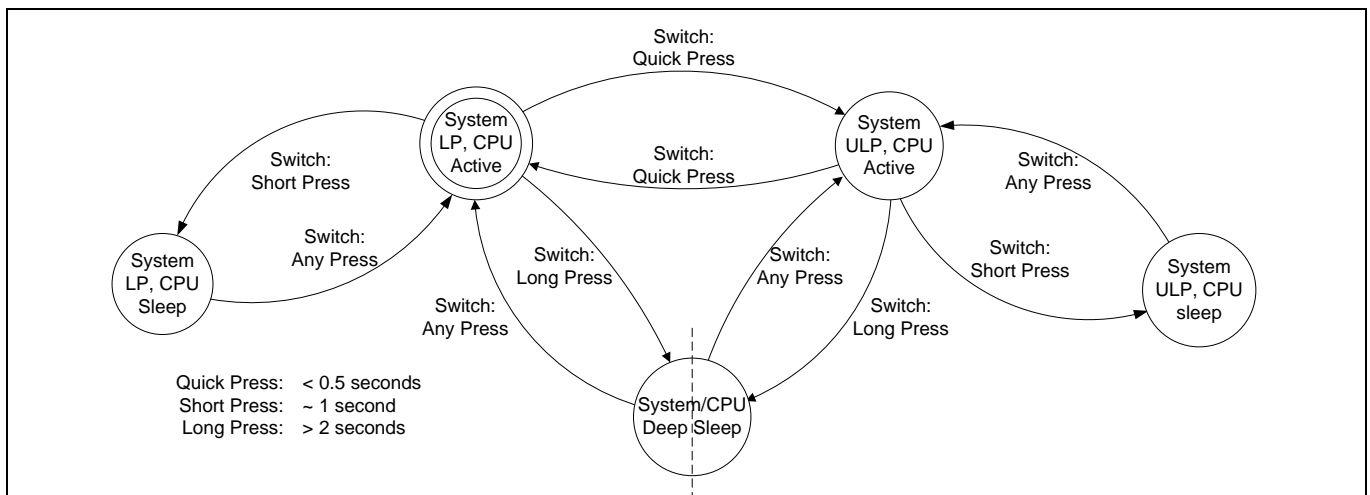 Switch:
Quick Press
System
LP, CPU
Active
System
ULP, CPU
Active
Switch:
Short Press
Switch:
Quick Press
Switch:
Any Press
System
LP, CPU
Sleep
Switch:
Any Press
Switch:
Long Press
Switch:
Any Press
Switch:
Short Press
System
ULP, CPU
sleep
Switch:
Any Press
Switch:
Long Press
Quick Press: < 0.5 seconds
Short Press: ~ 1 second
Long Press: > 2 seconds
System/CPU
Deep Sleep